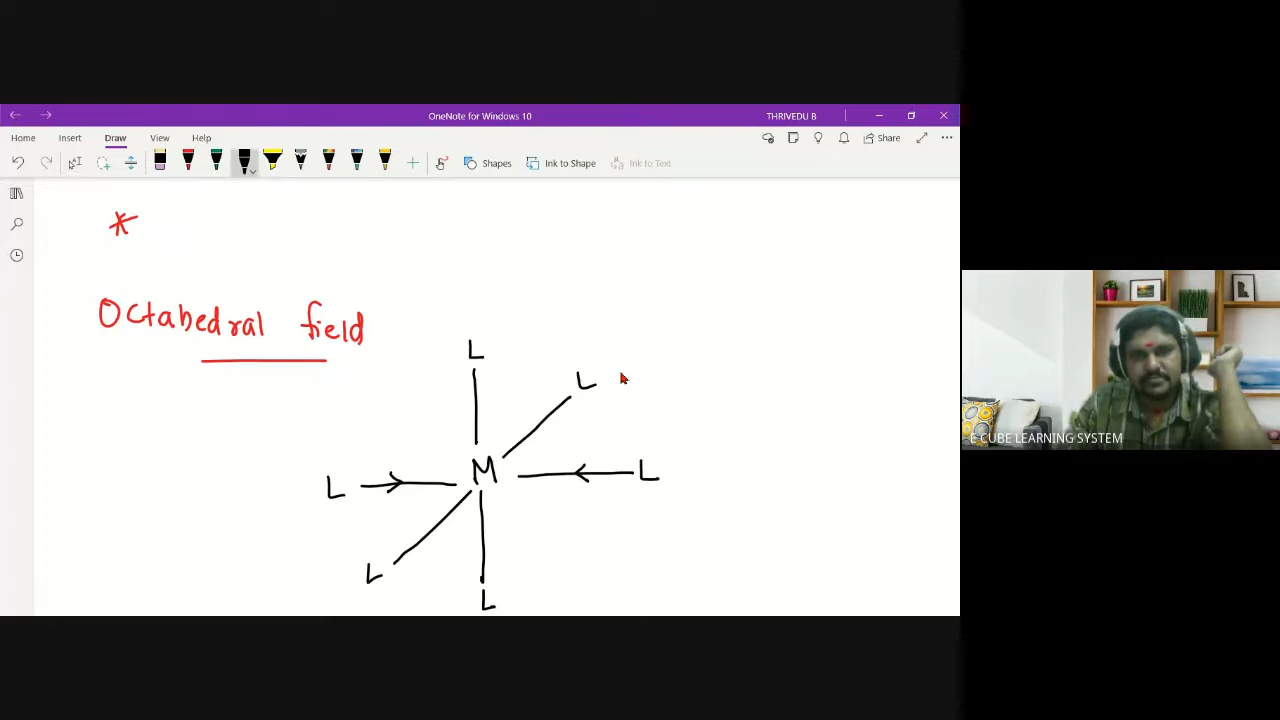 OneNote for Windows 10
THRIVEDU B
Home Insert Draw View Help
Share
Shapes Ink to Shape Ink to Text
*
Octahedral field
L
L
L M L
L
L
E CUBE LEARNING SYSTEM